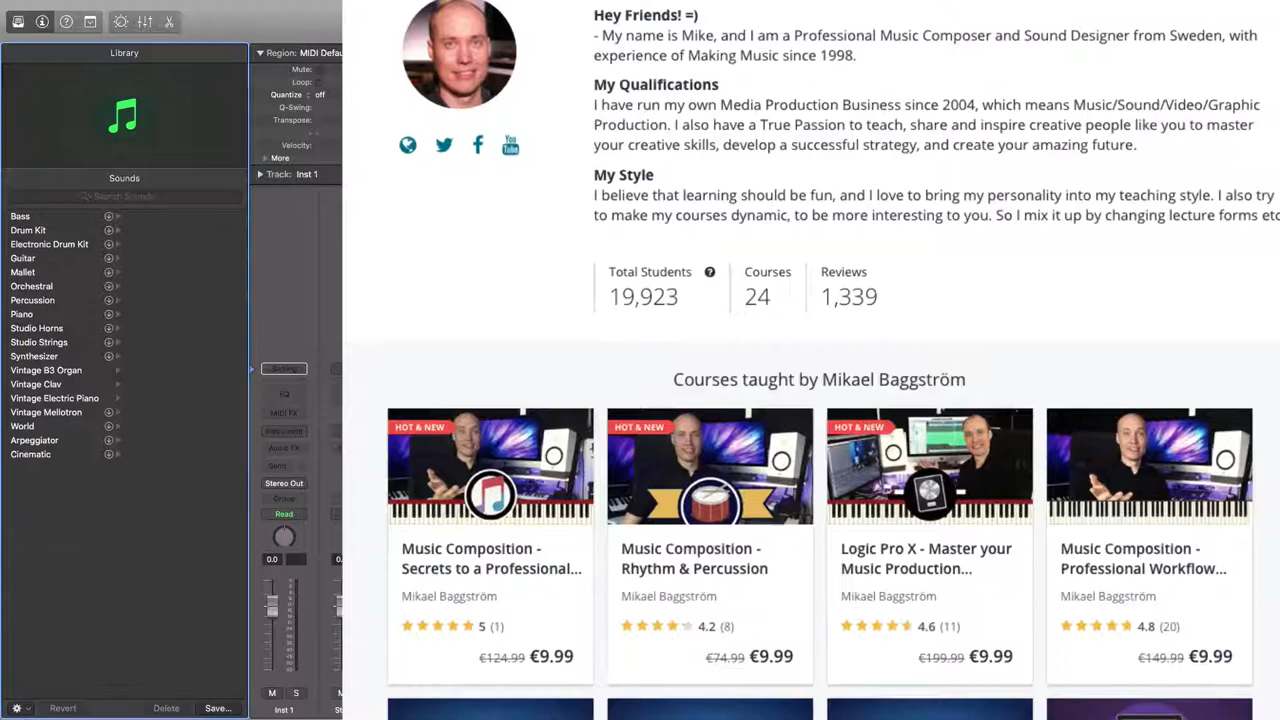 Library
Sounds
Search Sounds
Bass
Drum Kit
Electronic Drum Kit
Guitar
Mallet
Orchestral
Percussion
Piano
Studio Horns
Studio Strings
Synthesizer
Vintage B3 Organ
Vintage Clav
Vintage Electric Piano
Vintage Mellotron
World
Arpeggiator
Cinematic
Revert
Delete
Save...
Region: MIDI Defau
Mute:
Loop:
Quantize off
Q-Swing:
Transpose:
Velocity:
More
Track: Inst 1
Setting
EQ
MIDI FX
Instrument
Audio FX
Send
Stereo Out
Group
Read
0.0
M S
Inst 1
Hey Friends! =)
- My name is Mike, and I am a Professional Music Composer and Sound Designer from Sweden, with
experience of Making Music since 1998.
My Qualifications
I have run my own Media Production Business since 2004, which means Music/Sound/Video/Graphic
Production. I also have a True Passion to teach, share and inspire creative people like you to master
your creative skills, develop a successful strategy, and create your amazing future.
My Style
I believe that learning should be fun, and I love to bring my personality into my teaching style. I also try
to make my courses dynamic, to be more interesting to you. So I mix it up by changing lecture forms etc
Total Students Courses Reviews
19,923 24 1,339
Courses taught by Mikael Baggström
HOT & NEW
Music Composition -
Secrets to a Professional...
Mikael Baggström
5 (1)
€124.99 €9.99
HOT & NEW
Music Composition -
Rhythm & Percussion
Mikael Baggström
4.2 (8)
€74.99 €9.99
HOT & NEW
Logic Pro X - Master your
Music Production...
Mikael Baggström
4.6 (11)
€199.99 €9.99
Music Composition -
Professional Workflow...
Mikael Baggström
4.8 (20)
€149.99 €9.99